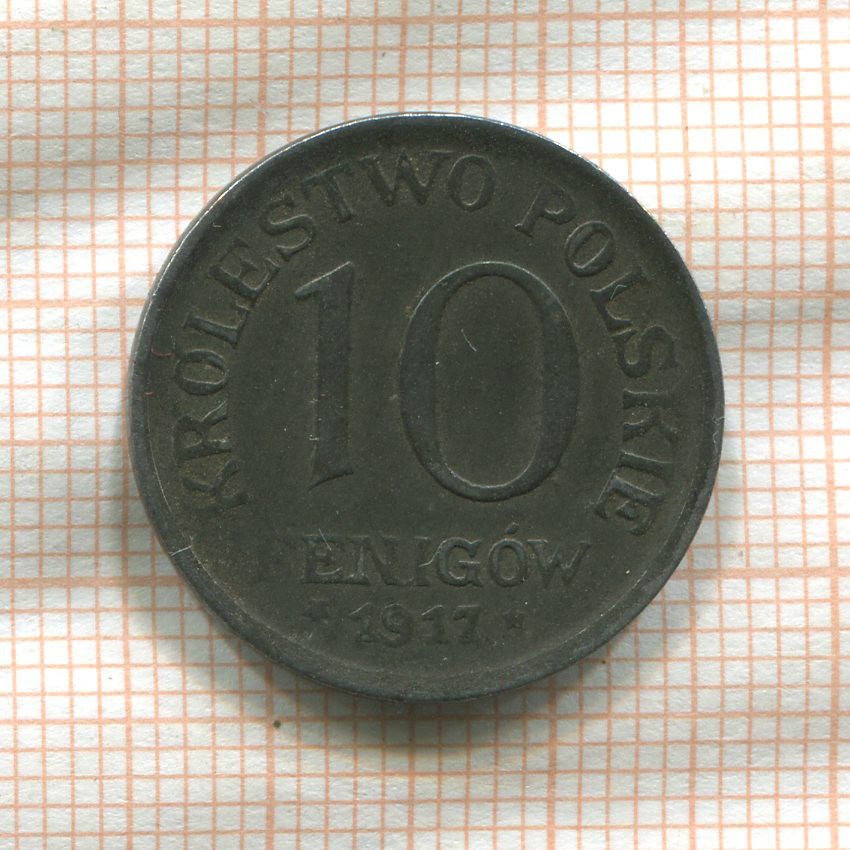 KRÓLESTWO POLSKIE
10
FENIGÓW
* 1917 *